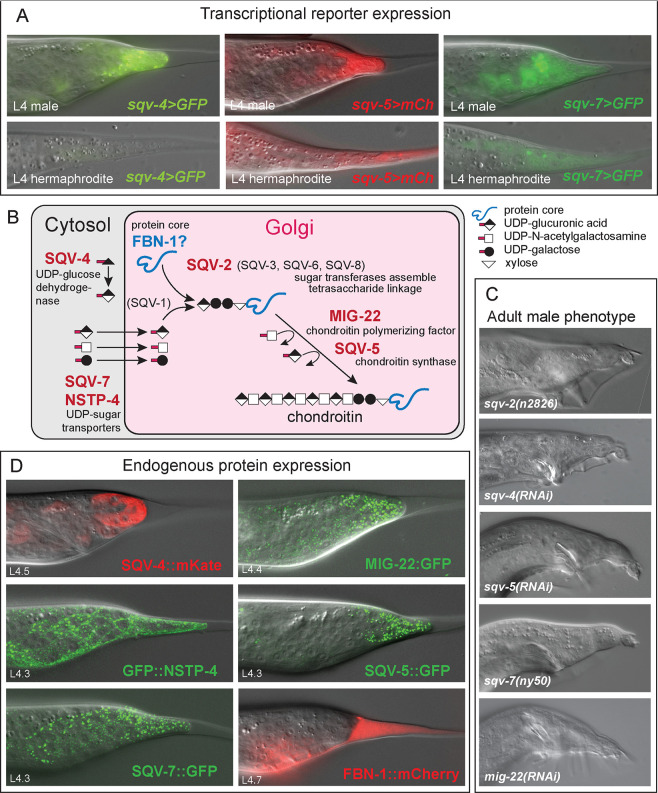 A
Transcriptional reporter expression
L4 male
sqv-4>GFP
L4 male
sqv-5>mCh
L4 male
sqv-7>GFP
L4 hermaphrodite
sqv-4>GFP
L4 hermaphrodite
sqv-5>mCh
L4 hermaphrodite
sqv-7>GFP
B
Cytosol
Golgi
protein core
FBN-1?
SQV-4
UDP-glucose
dehydroge-
nase
SQV-2 (SQV-3, SQV-6, SQV-8)
sugar transferases assemble
tetrasaccharide linkage
(SQV-1)
MIG-22
chondroitin polymerizing factor
SQV-5
chondroitin synthase
SQV-7
NSTP-4
UDP-sugar
transporters
chondroitin
protein core
UDP-glucuronic acid
UDP-N-acetylgalactosamine
UDP-galactose
xylose
C
Adult male phenotype
sqv-2(n2826)
sqv-4(RNAi)
sqv-5(RNAi)
sqv-7(ny50)
mig-22(RNAi)
D
Endogenous protein expression
L4.5
SQV-4::mKate
L4.4
MIG-22:GFP
L4.3
GFP::NSTP-4
L4.3
SQV-5::GFP
L4.3
SQV-7::GFP
L4.7
FBN-1::mCherry